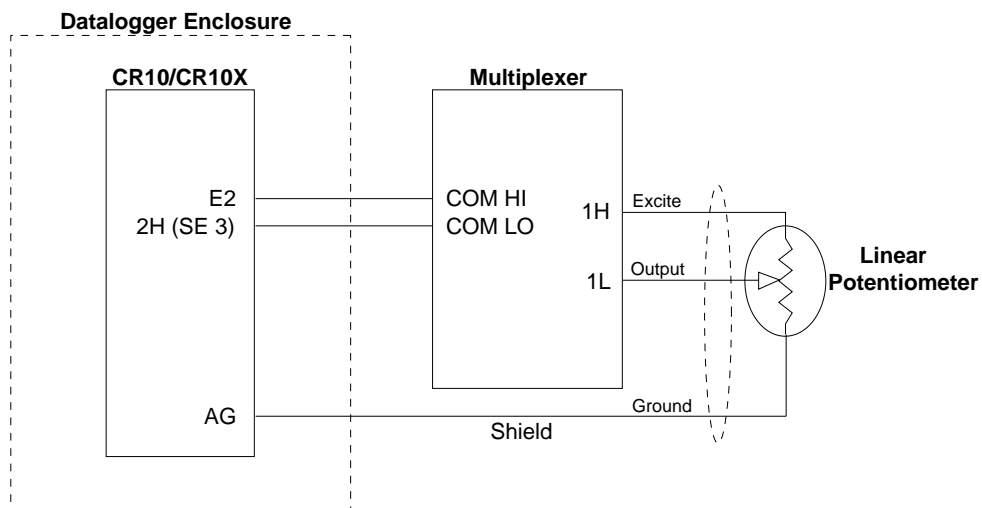 Datalogger Enclosure
CR10/CR10X
Multiplexer
E2
COM HI
2H (SE 3)
COM LO
1H
Excite
1L
Output
Linear
Potentiometer
AG
Ground
Shield